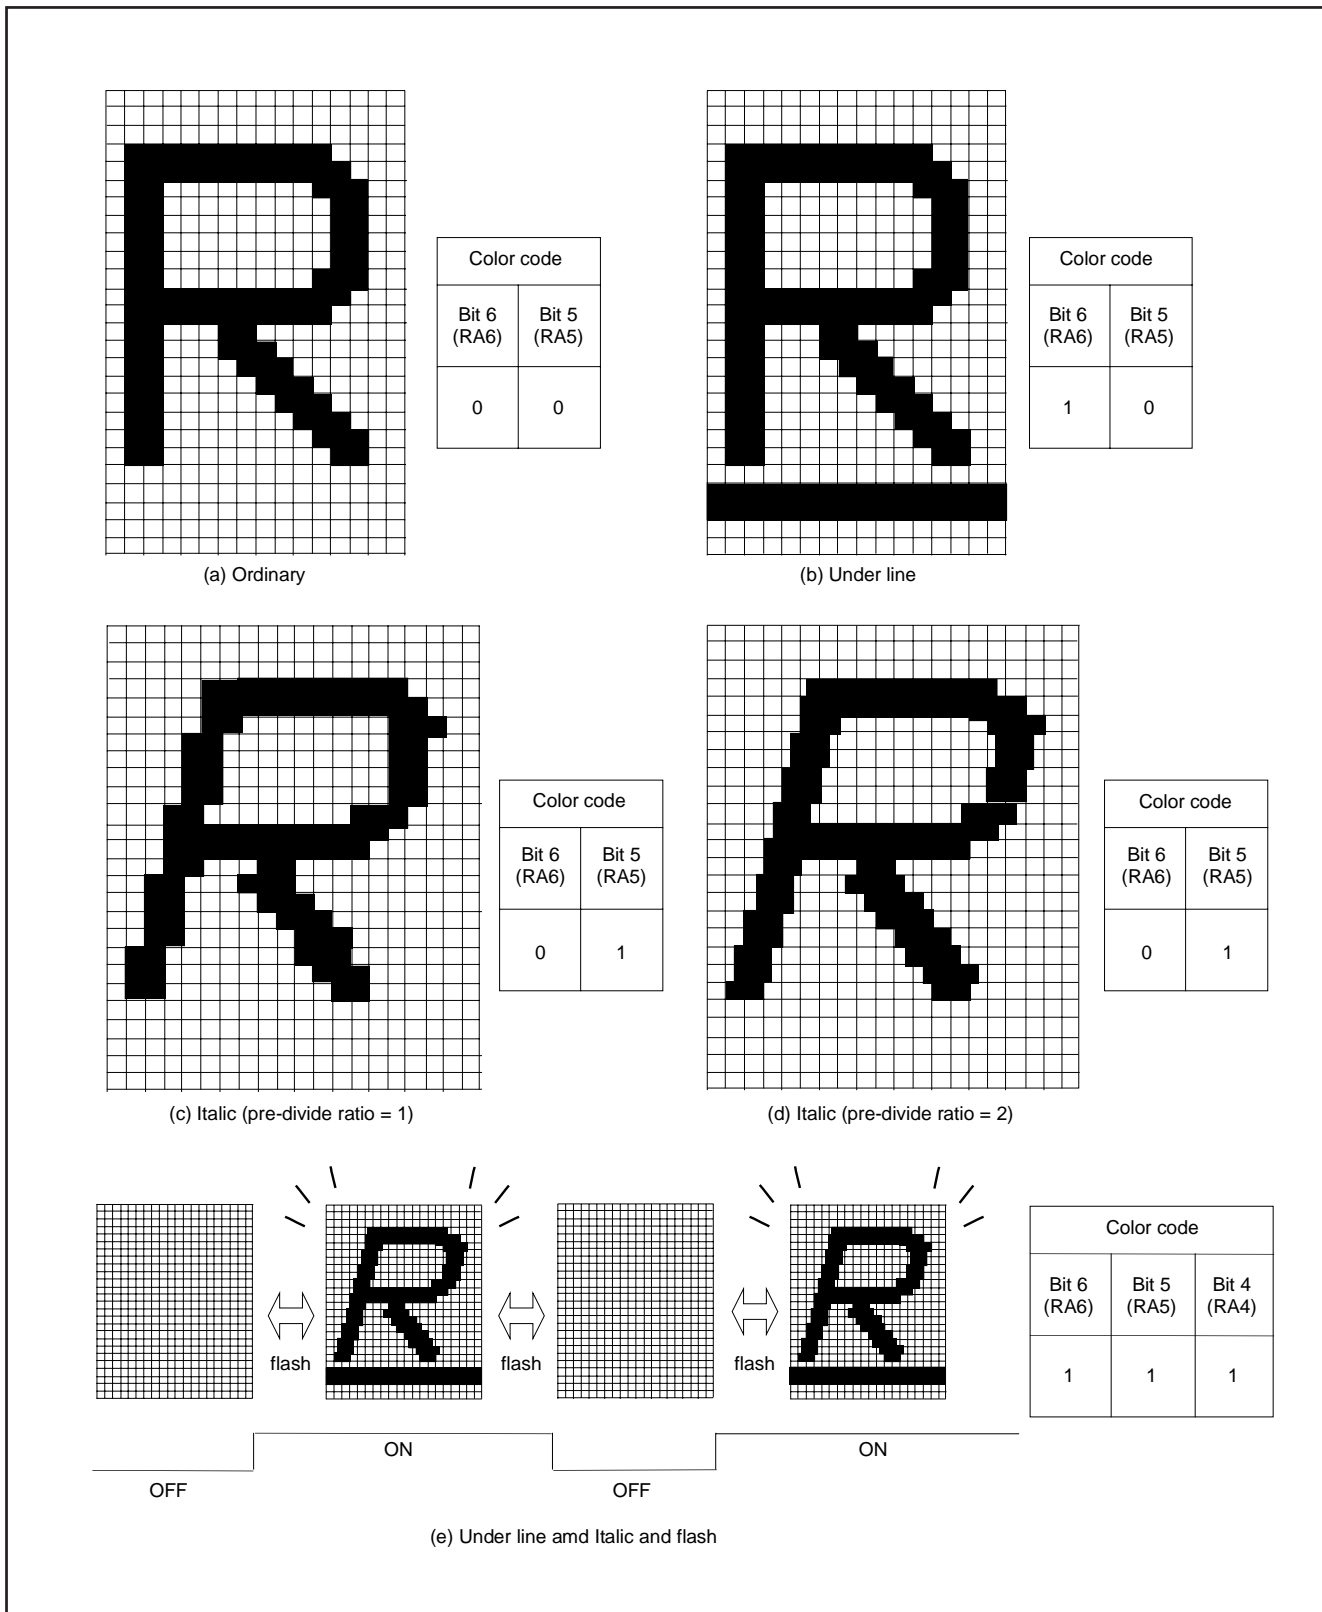 Color code
Bit 6 Bit 5
(RA6) (RA5)
0 0
(a) Ordinary
Color code
Bit 6 Bit 5
(RA6) (RA5)
1 0
(b) Under line
Color code
Bit 6 Bit 5
(RA6) (RA5)
0 1
(c) Italic (pre-divide ratio = 1)
Color code
Bit 6 Bit 5
(RA6) (RA5)
0 1
(d) Italic (pre-divide ratio = 2)
flash flash flash
Color code
Bit 6 Bit 5 Bit 4
(RA6) (RA5) (RA4)
1 1 1
ON ON
OFF OFF
(e) Under line amd Italic and flash